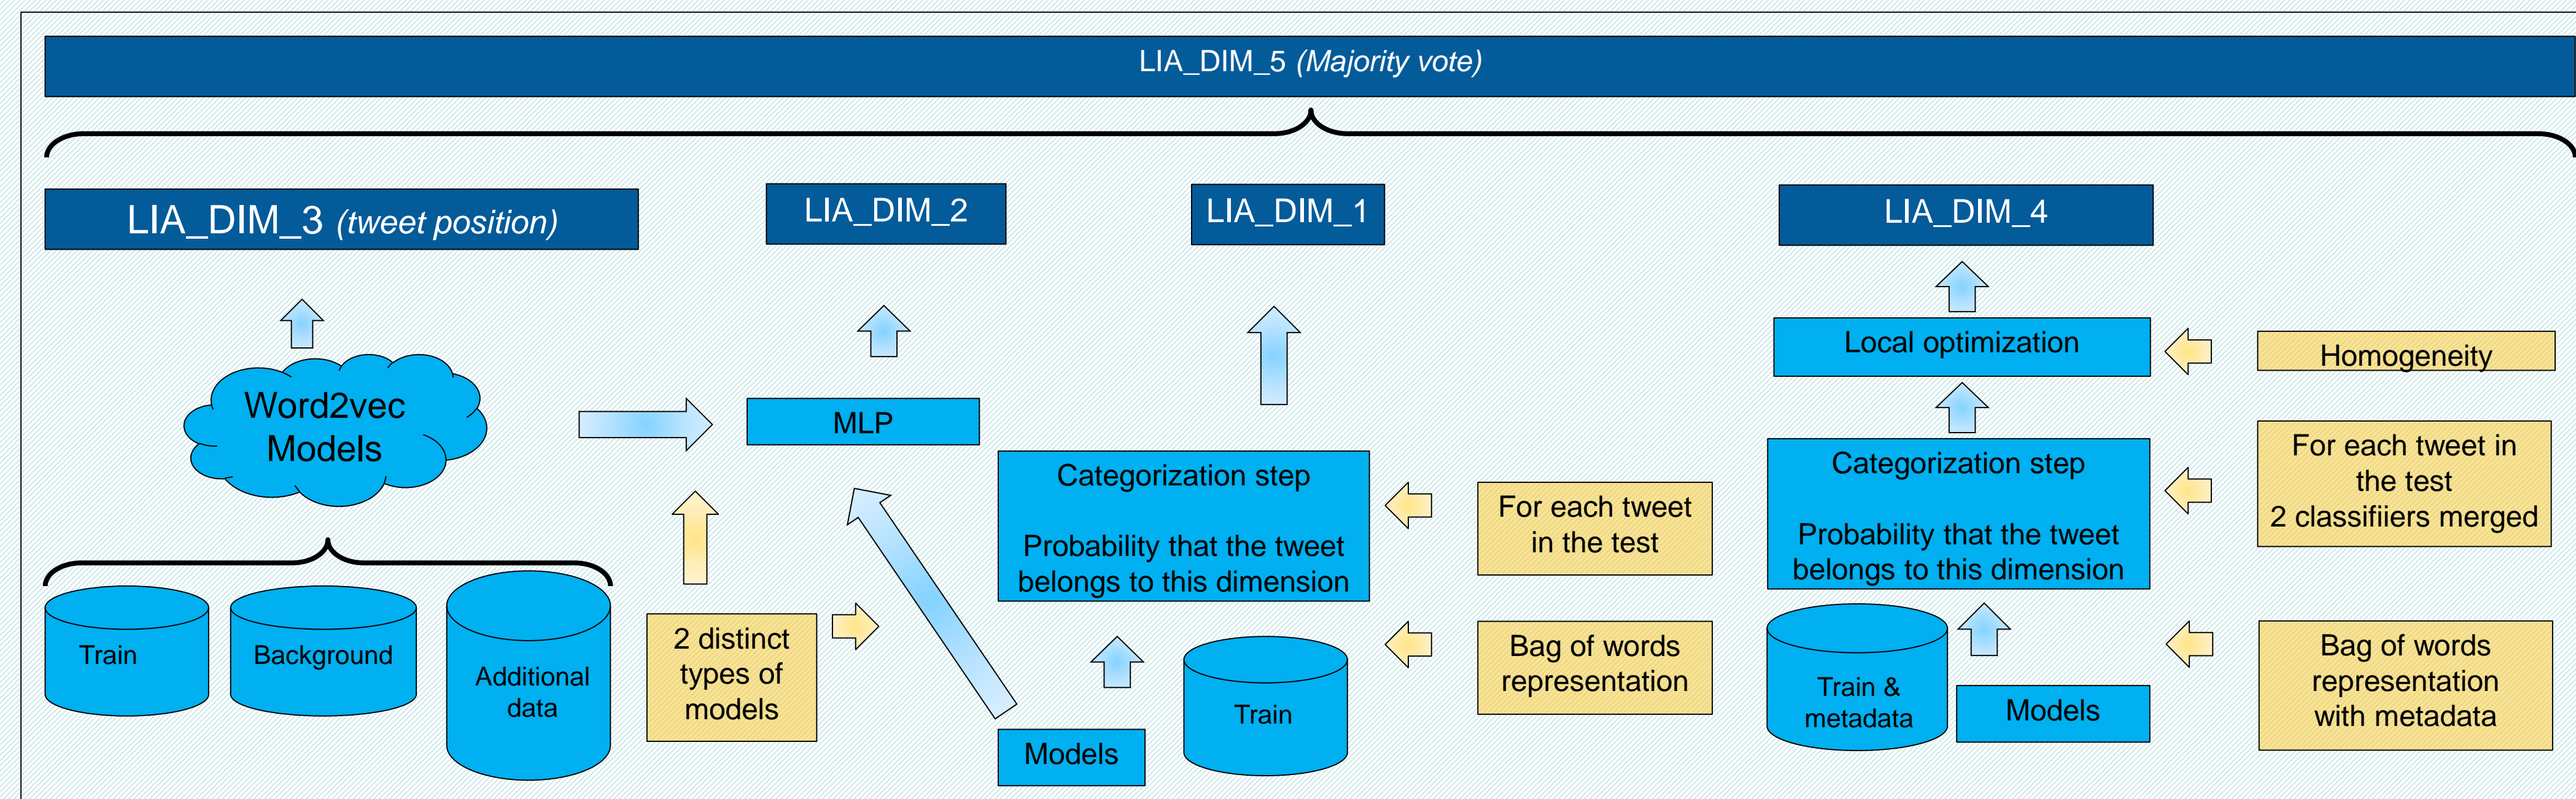 LIA_DIM_5 (Majority vote)
LIA_DIM_3 (tweet position)
LIA_DIM_2
LIA_DIM_1
LIA_DIM_4
Word2vec
Models
MLP
Local optimization
Homogeneity
Categorization step
Probability that the tweet
belongs to this dimension
For each tweet
in the test
Categorization step
Probability that the tweet
belongs to this dimension
For each tweet in
the test
2 classifiiers merged
Train
Background
Additional
data
2 distinct
types of
models
Models
Train
Bag of words
representation
Train &
metadata
Models
Bag of words
representation
with metadata